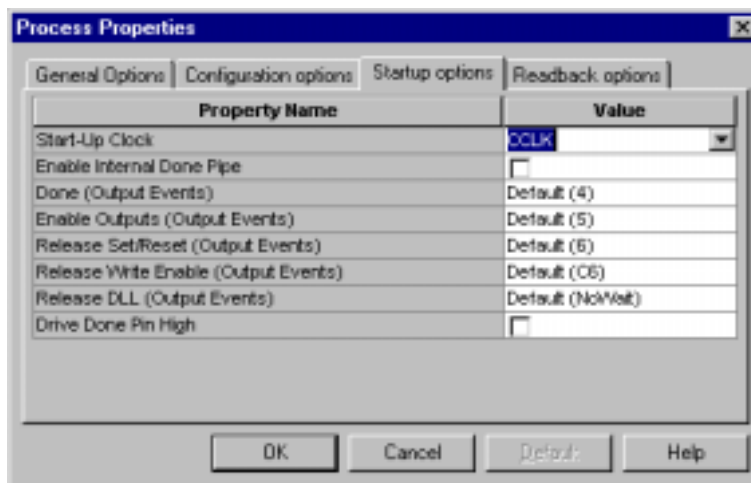 Process Properties
General Options Configuration options Startup options Readback options
Property Name Value
Start-Up Clock CCLK
Enable Internal Done Pipe
Done (Output Events) Default (4)
Enable Outputs (Output Events) Default (5)
Release Set/Reset (Output Events) Default (6)
Release Write Enable (Output Events) Default (C6)
Release DLL (Output Events) Default (NoWait)
Drive Done Pin High
OK Cancel Default Help